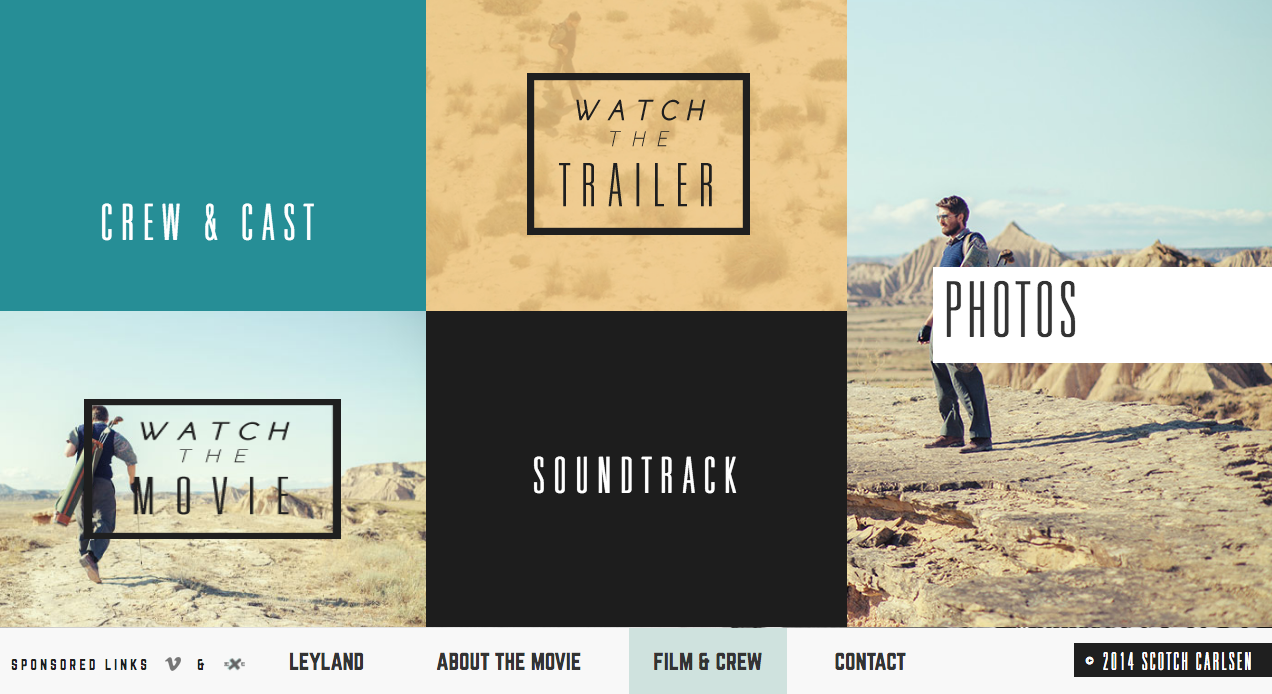 CREW & CAST
WATCH
THE
TRAILER
PHOTOS
WATCH
THE
MOVIE
SOUNDTRACK
SPONSORED LINKS & LEYLAND ABOUT THE MOVIE FILM & CREW CONTACT © 2014 SCOTCH CARLSEN